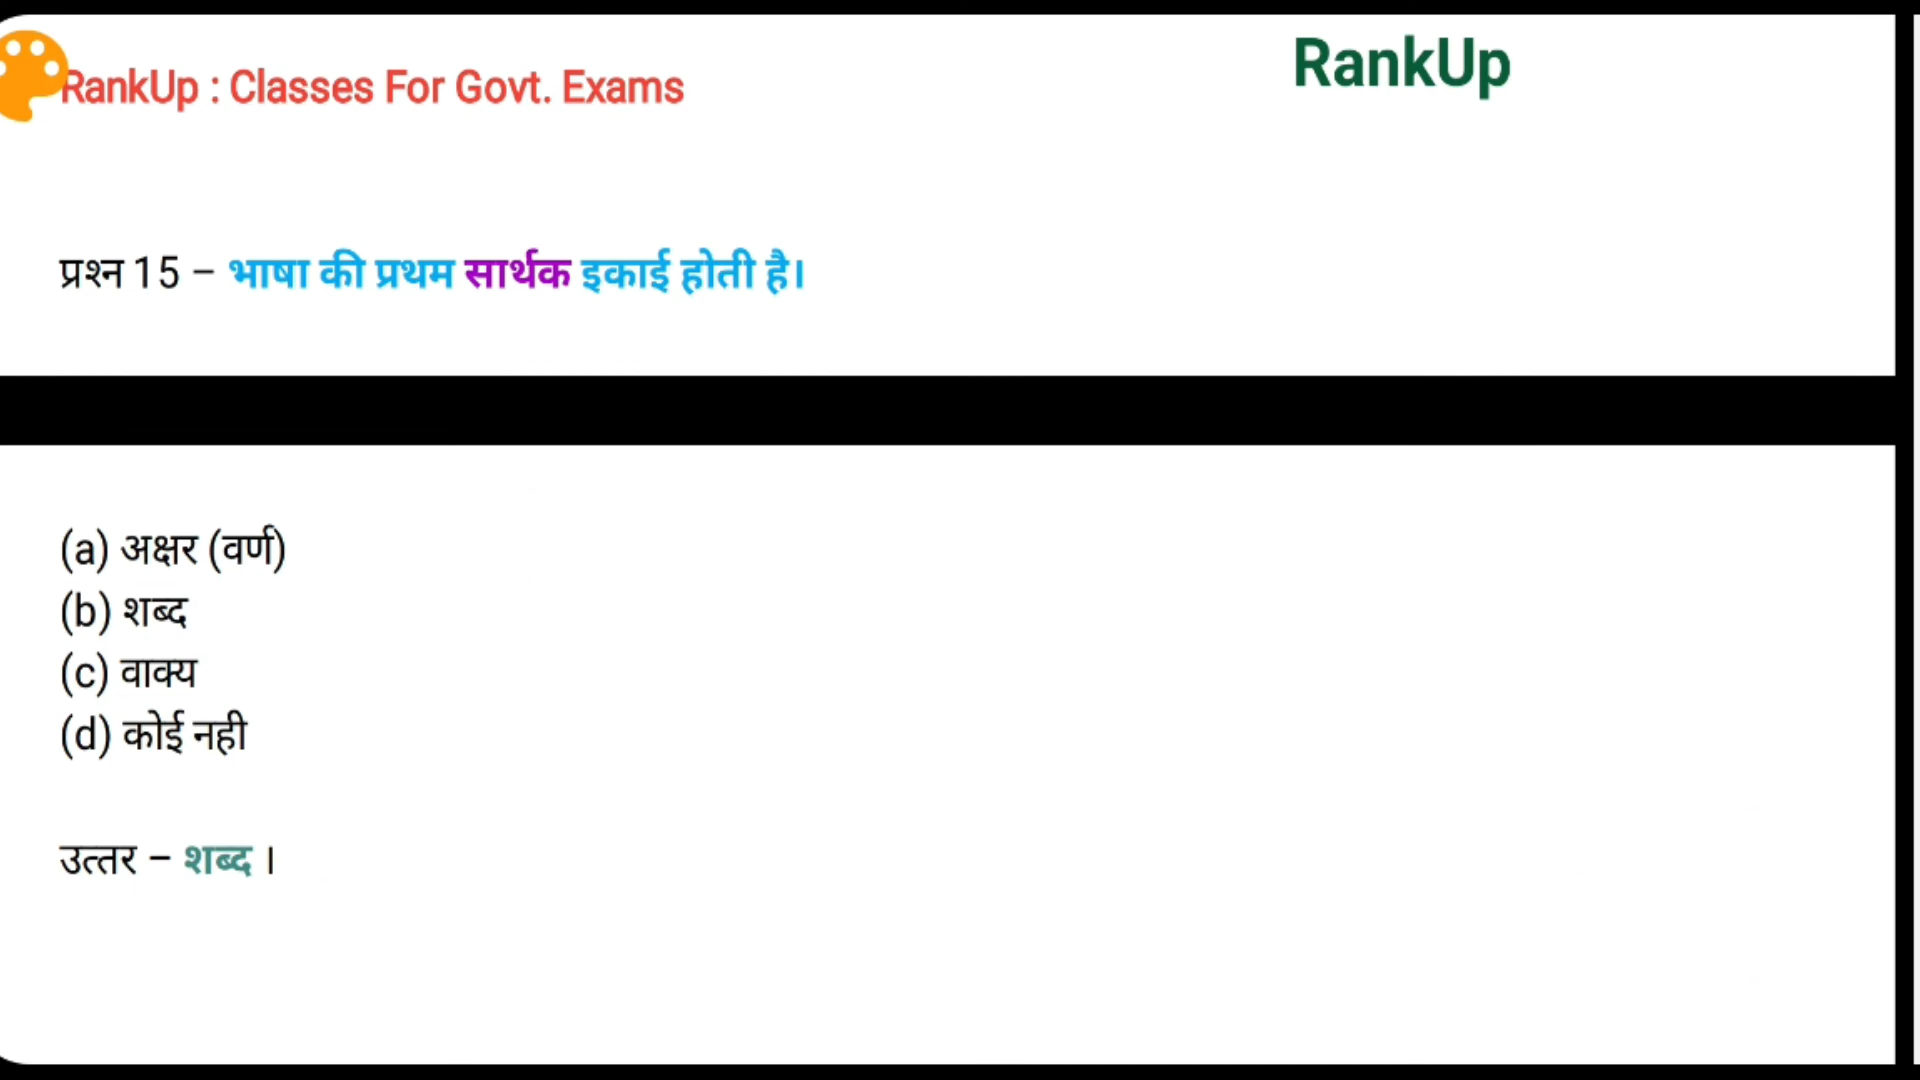 RankUp : Classes For Govt. Exams
RankUp
प्रश्न 15 – भाषा की प्रथम सार्थक इकाई होती है।
(a) अक्षर (वर्ण)
(b) शब्द
(c) वाक्य
(d) कोई नही
उत्तर – शब्द ।